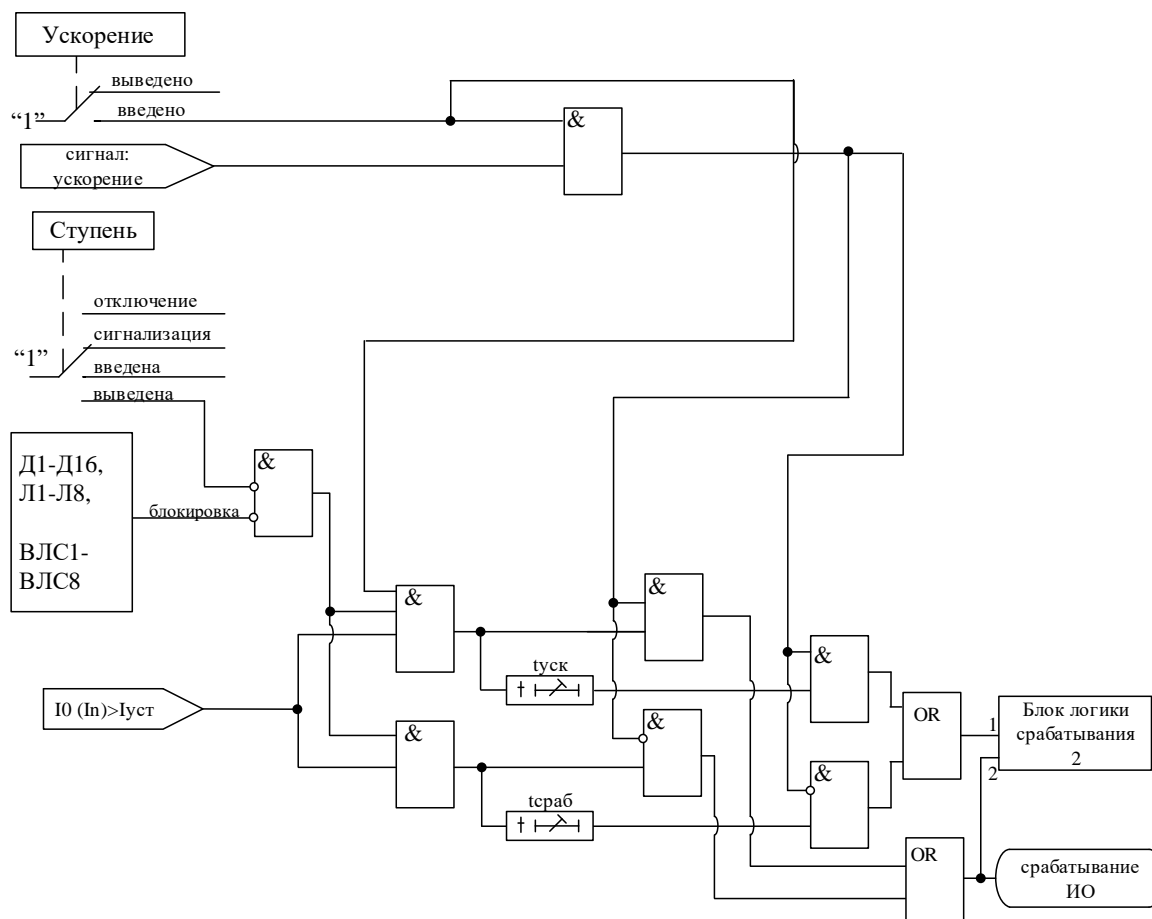 Ускорение
выведено
“1”
введено
&
сигнал:
ускорение
Ступень
отключение
сигнализация
“1”
введена
выведена
&
Д1-Д16,
Л1-Л8,
блокировка
ВЛС1-
ВЛС8
&
&
&
tуск
I0 (In)>Iуст
&
&
OR
1
Блок логики
срабатывания
2
2
&
tсраб
&
OR
срабатывание
ИО